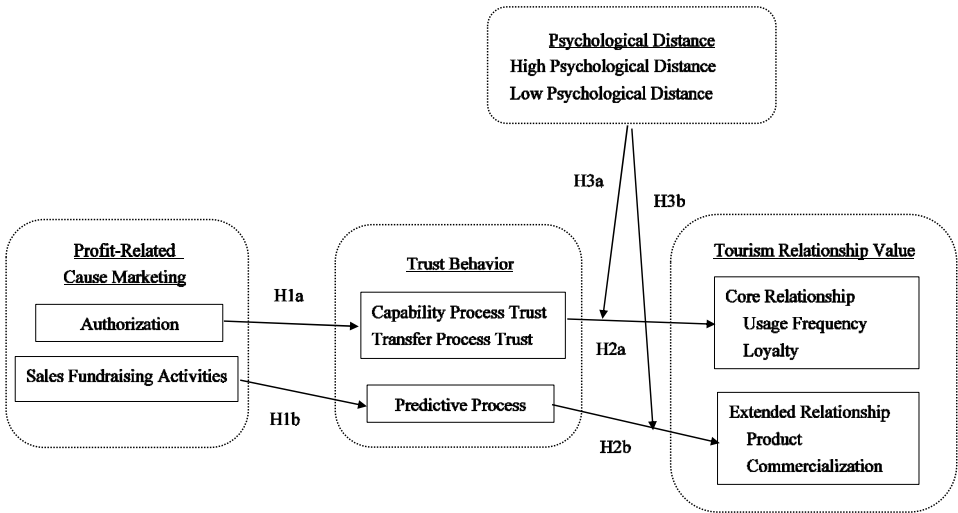 Psychological Distance
High Psychological Distance
Low Psychological Distance
H3a
H3b
Profit-Related
Cause Marketing
Authorization
Sales Fundraising Activities
H1a
H1b
Trust Behavior
Capability Process Trust
Transfer Process Trust
Predictive Process
H2a
H2b
Tourism Relationship Value
Core Relationship
Usage Frequency
Loyalty
Extended Relationship
Product
Commercialization